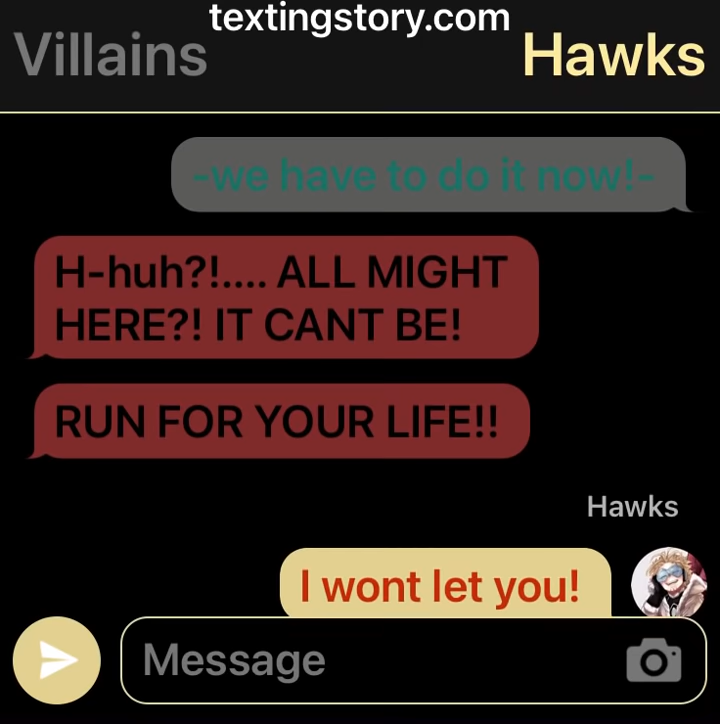 textingstory.com
Villains
Hawks
-we have to do it now!-
H-huh?!.... ALL MIGHT
HERE?! IT CANT BE!
RUN FOR YOUR LIFE!!
Hawks
I wont let you!
Message